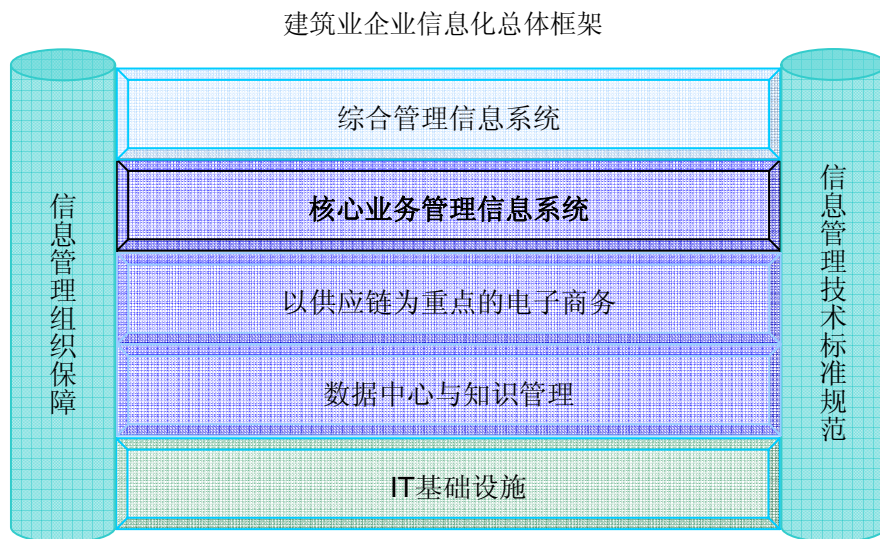 建筑业企业信息化总体框架
综合管理信息系统
核心业务管理信息系统
以供应链为重点的电子商务
数据中心与知识管理
IT基础设施
信息管理组织保障
信息管理技术标准规范